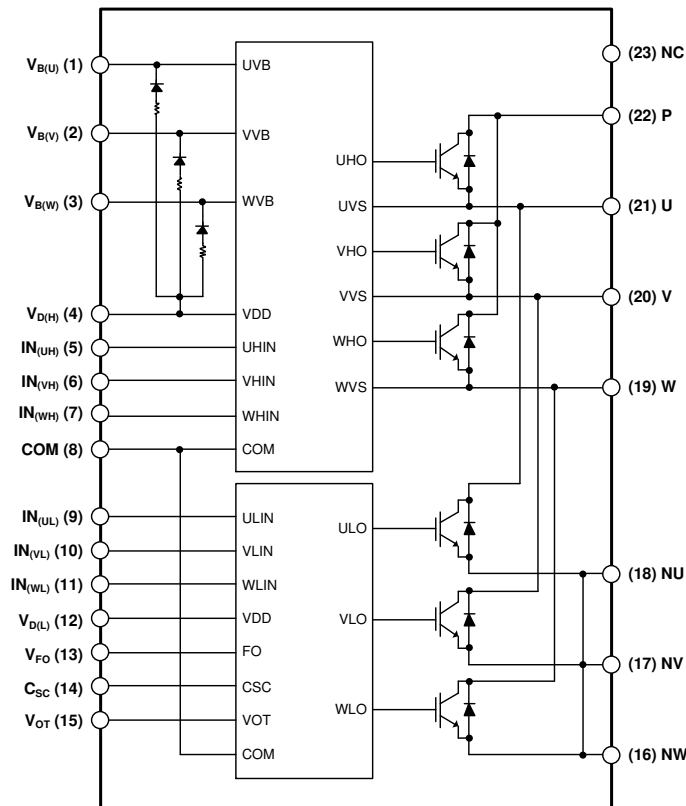 V_B(U) (1)
V_B(V) (2)
V_B(W) (3)
V_D(H) (4)
IN_(UH) (5)
IN_(VH) (6)
IN_(WH) (7)
COM (8)
IN_(UL) (9)
IN_(VL) (10)
IN_(WL) (11)
V_D(L) (12)
V_FO (13)
C_SC (14)
V_OT (15)
UVB
VVB
WVB
VDD
UHIN
VHIN
WHIN
COM
UHO
UVS
VHO
VVS
WHO
WVS
ULIN
VLIN
WLIN
VDD
FO
CSC
VOT
COM
ULO
VLO
WLO
(23) NC
(22) P
(21) U
(20) V
(19) W
(18) NU
(17) NV
(16) NW